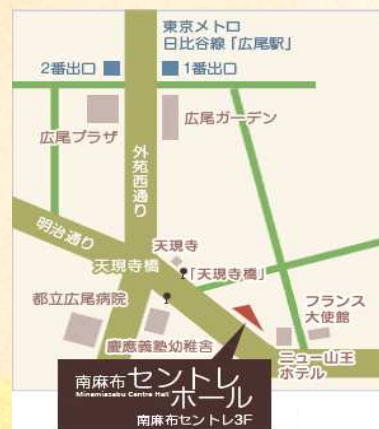 東京メトロ
日比谷線「広尾駅」
2番出口
1番出口
広尾プラザ
広尾ガーデン
外苑西通り
明治通り
天現寺
天現寺橋
「天現寺橋」
都立広尾病院
フランス
大使館
慶應義塾幼稚舎
ニュー山王
ホテル
南麻布セントレ
Minamiazabu Centre Hall
ホール
南麻布セントレ3F